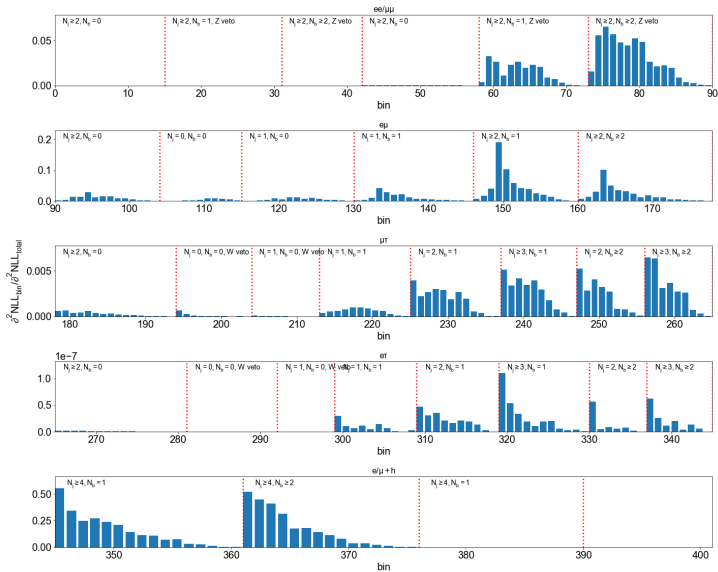 ee/μμ
N_j ≥ 2, N_b = 0
N_j ≥ 2, N_b = 1, Z veto
N_j ≥ 2, N_b ≥ 2, Z veto
N_j ≥ 2, N_b = 0
N_j ≥ 2, N_b = 1, Z veto
N_j ≥ 2, N_b ≥ 2, Z veto
0.05
0.00
0 10 20 30 40 50 60 70 80 90
bin
eμ
N_j ≥ 2, N_b = 0
N_j = 0, N_b = 0
N_j = 1, N_b = 0
N_j = 1, N_b = 1
N_j ≥ 2, N_b = 1
N_j ≥ 2, N_b ≥ 2
0.2
0.1
0.0
90 100 110 120 130 140 150 160 170
bin
∂²NLL_bin/∂²NLL_total
μτ
N_j ≥ 2, N_b = 0
N_j = 0, N_b = 0, W veto
N_j = 1, N_b = 0, W veto
N_j = 1, N_b = 1
N_j = 2, N_b = 1
N_j ≥ 3, N_b = 1
N_j = 2, N_b ≥ 2
N_j ≥ 3, N_b ≥ 2
0.005
0.000
180 190 200 210 220 230 240 250 260
bin
eτ
1e−7
N_j ≥ 2, N_b = 0
N_j = 0, N_b = 0, W veto
N_j = 1, N_b = 0, W veto
N_j = 1, N_b = 1
N_j = 2, N_b = 1
N_j ≥ 3, N_b = 1
N_j = 2, N_b ≥ 2
N_j ≥ 3, N_b ≥ 2
1.0
0.5
0.0
270 280 290 300 310 320 330 340
bin
e/μ + h
N_j ≥ 4, N_b = 1
N_j ≥ 4, N_b ≥ 2
N_j ≥ 4, N_b = 1
0.50
0.25
0.00
350 360 370 380 390 400
bin